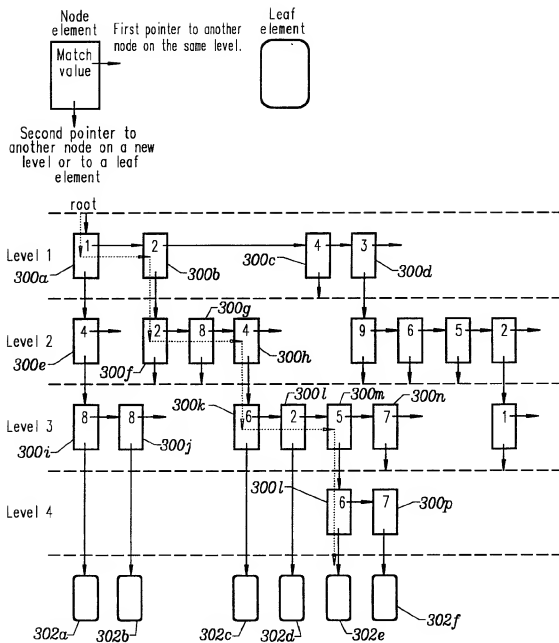 Node element
Leaf element
Match value
First pointer to another node on the same level.
Second pointer to another node on a new level or to a leaf element
root
Level 1
1
2
4
3
300a
300b
300c
300d
Level 2
4
2
8
4
9
6
5
2
300e
300f
300g
300h
Level 3
8
8
6
2
5
7
1
300i
300j
300k
300l
300m
300n
Level 4
6
7
300l
300p
302a
302b
302c
302d
302e
302f